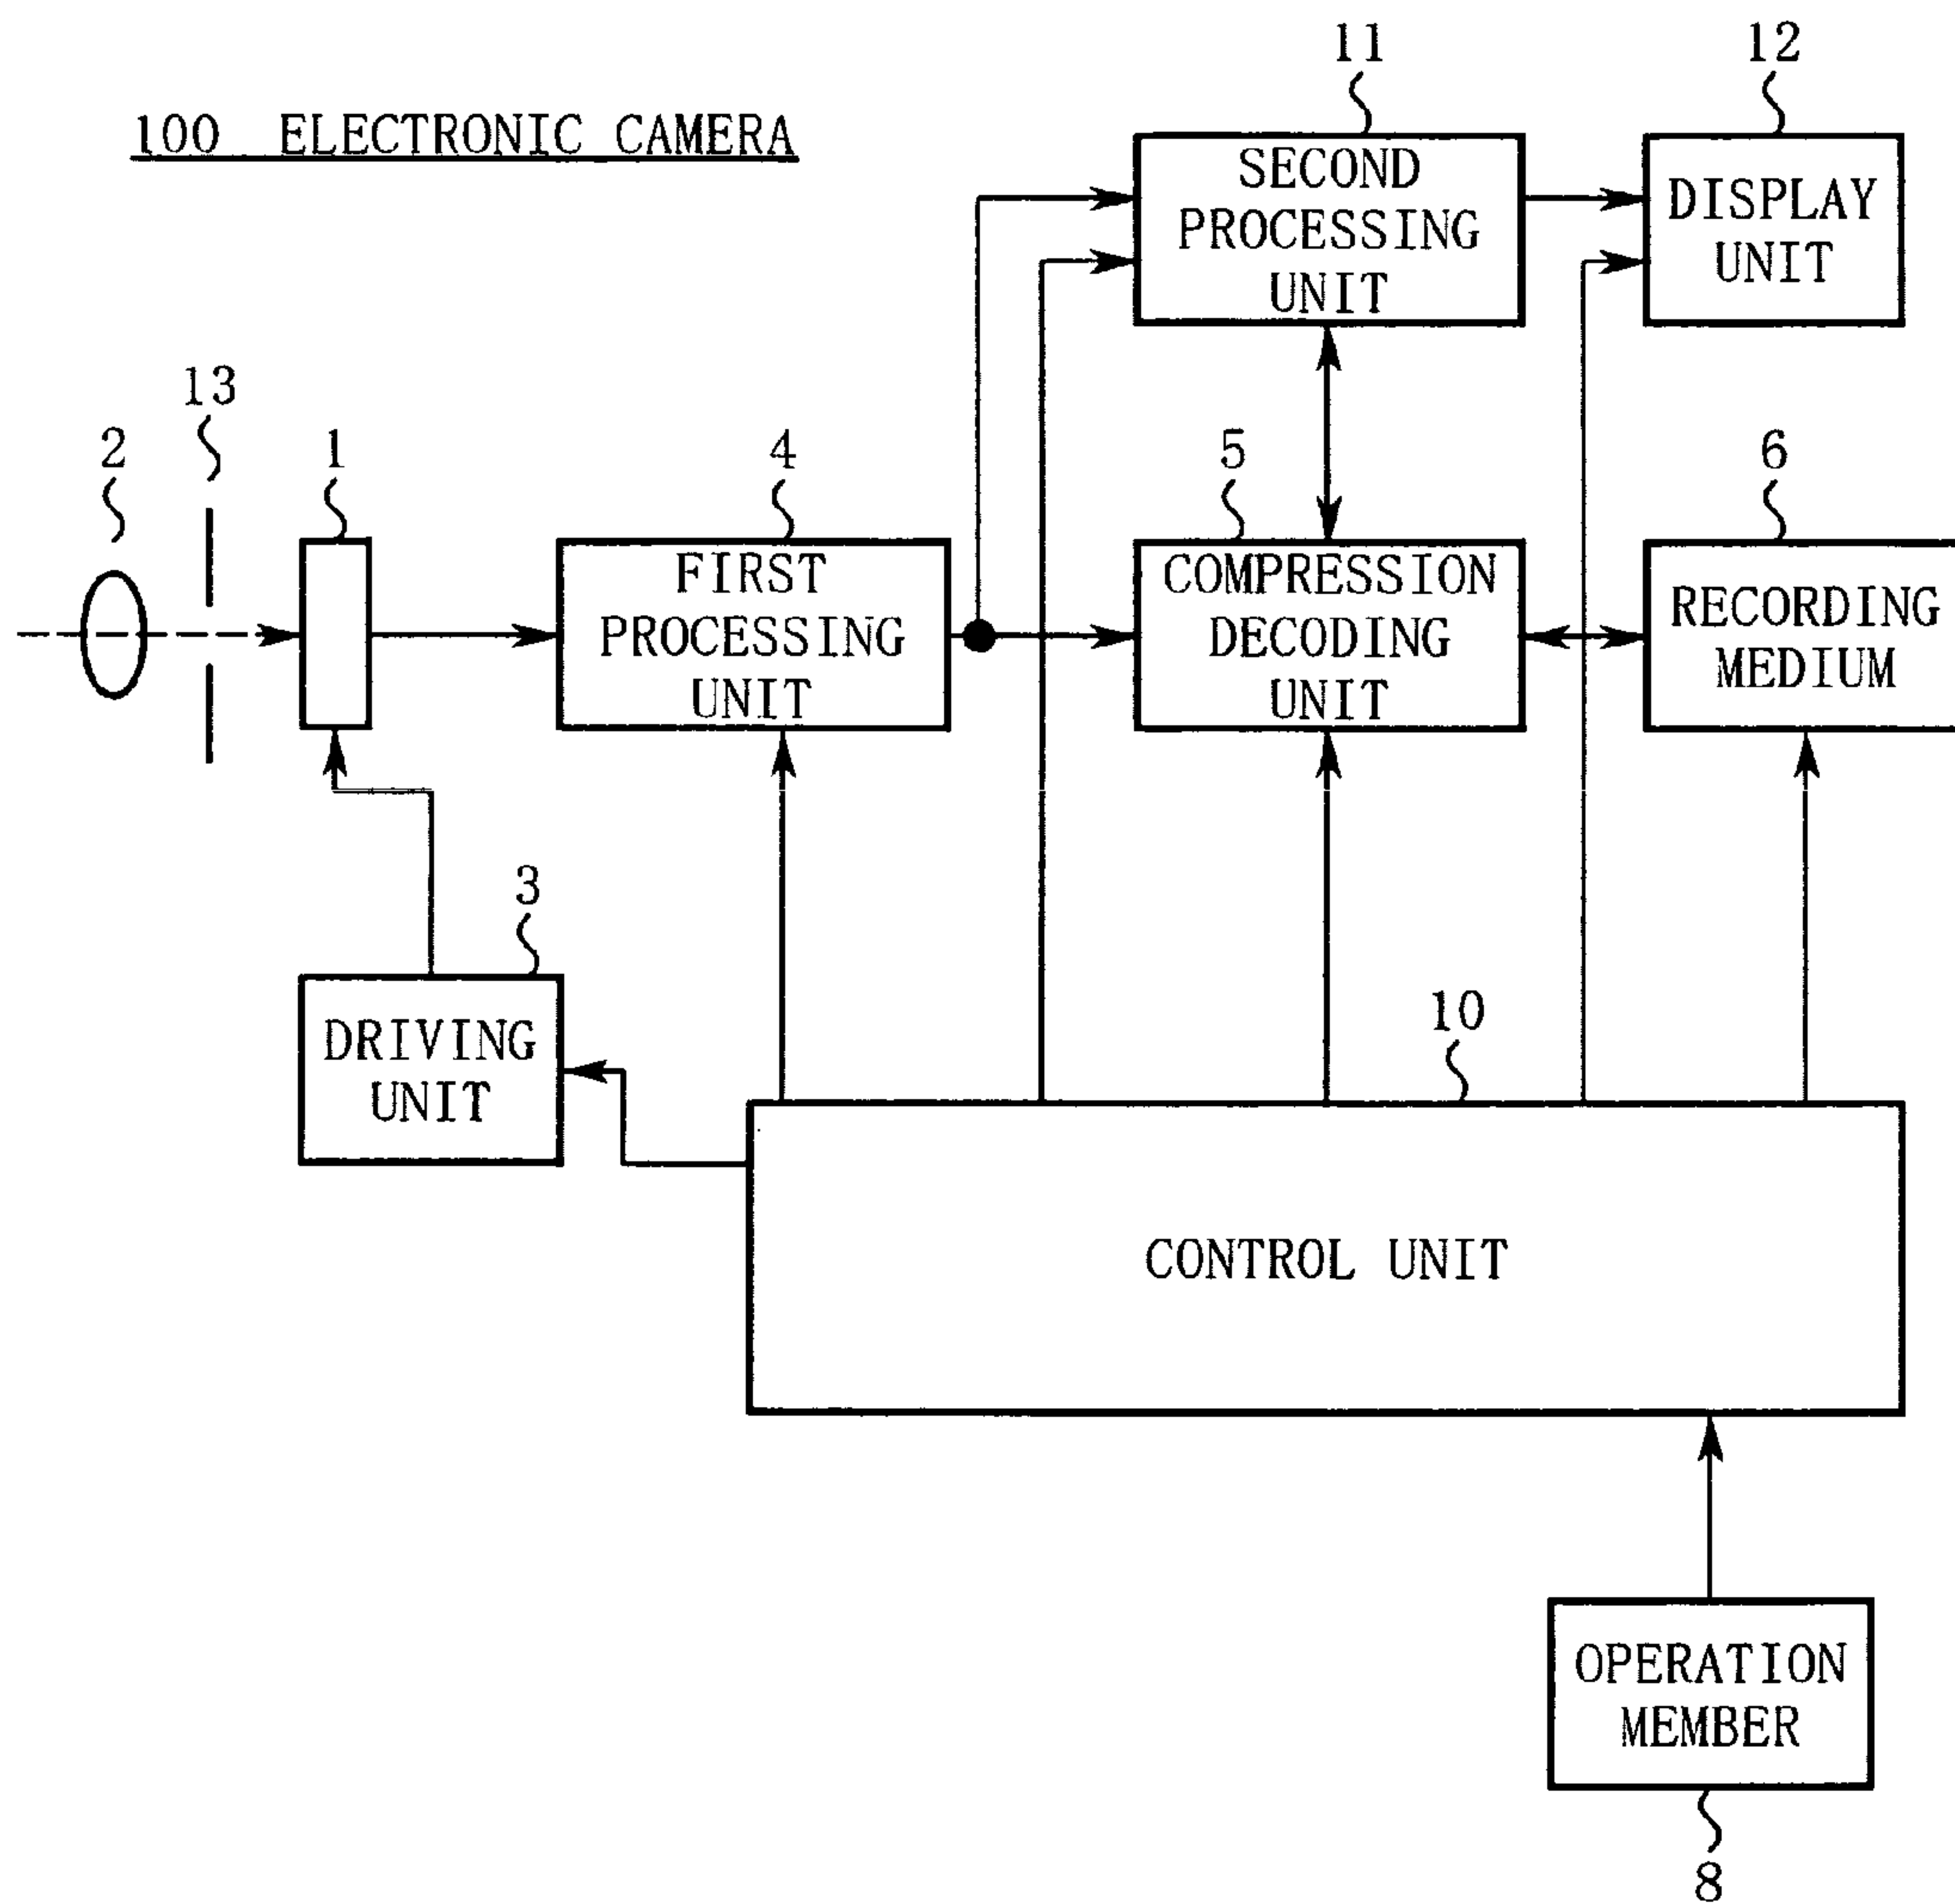 100 ELECTRONIC CAMERA
11
12
SECOND
PROCESSING
UNIT
DISPLAY
UNIT
13
2
1
4
5
6
FIRST
PROCESSING
UNIT
COMPRESSION
DECODING
UNIT
RECORDING
MEDIUM
3
DRIVING
UNIT
10
CONTROL UNIT
OPERATION
MEMBER
8